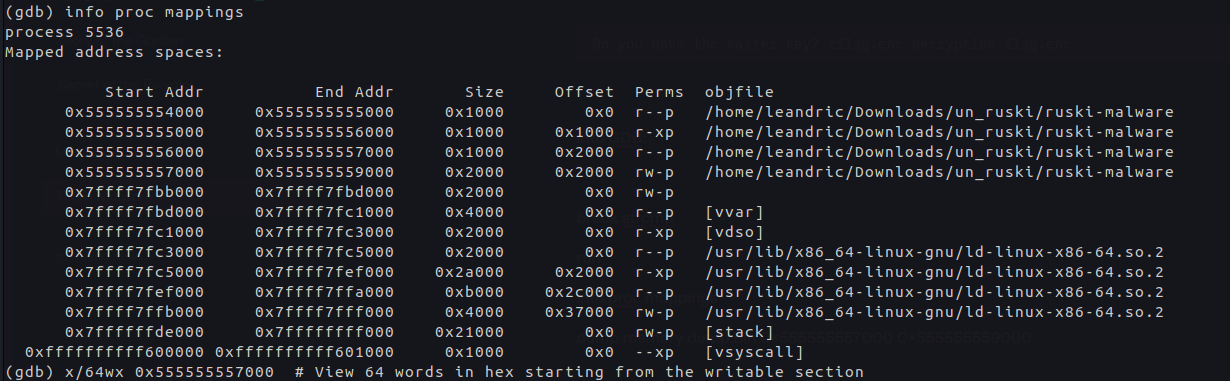 (gdb) info proc mappings
process 5536
Mapped address spaces:
Start Addr End Addr Size Offset Perms objfile
0x555555554000 0x555555555000 0x1000 0x0 r--p /home/leandric/Downloads/un_ruski/ruski-malware
0x555555555000 0x555555556000 0x1000 0x1000 r-xp /home/leandric/Downloads/un_ruski/ruski-malware
0x555555556000 0x555555557000 0x1000 0x2000 r--p /home/leandric/Downloads/un_ruski/ruski-malware
0x555555557000 0x555555559000 0x2000 0x2000 rw-p /home/leandric/Downloads/un_ruski/ruski-malware
0x7ffff7fbb000 0x7ffff7fbd000 0x2000 0x0 rw-p
0x7ffff7fbd000 0x7ffff7fc1000 0x4000 0x0 r--p [vvar]
0x7ffff7fc1000 0x7ffff7fc3000 0x2000 0x0 r-xp [vdso]
0x7ffff7fc3000 0x7ffff7fc5000 0x2000 0x0 r--p /usr/lib/x86_64-linux-gnu/ld-linux-x86-64.so.2
0x7ffff7fc5000 0x7ffff7fef000 0x2a000 0x2000 r-xp /usr/lib/x86_64-linux-gnu/ld-linux-x86-64.so.2
0x7ffff7fef000 0x7ffff7ffa000 0xb000 0x2c000 r--p /usr/lib/x86_64-linux-gnu/ld-linux-x86-64.so.2
0x7ffff7ffb000 0x7ffff7fff000 0x4000 0x37000 rw-p /usr/lib/x86_64-linux-gnu/ld-linux-x86-64.so.2
0x7ffffffde000 0x7ffffffff000 0x21000 0x0 rw-p [stack]
0xffffffffff600000 0xffffffffff601000 0x1000 0x0 --xp [vsyscall]
(gdb) x/64wx 0x555555557000 # View 64 words in hex starting from the writable section